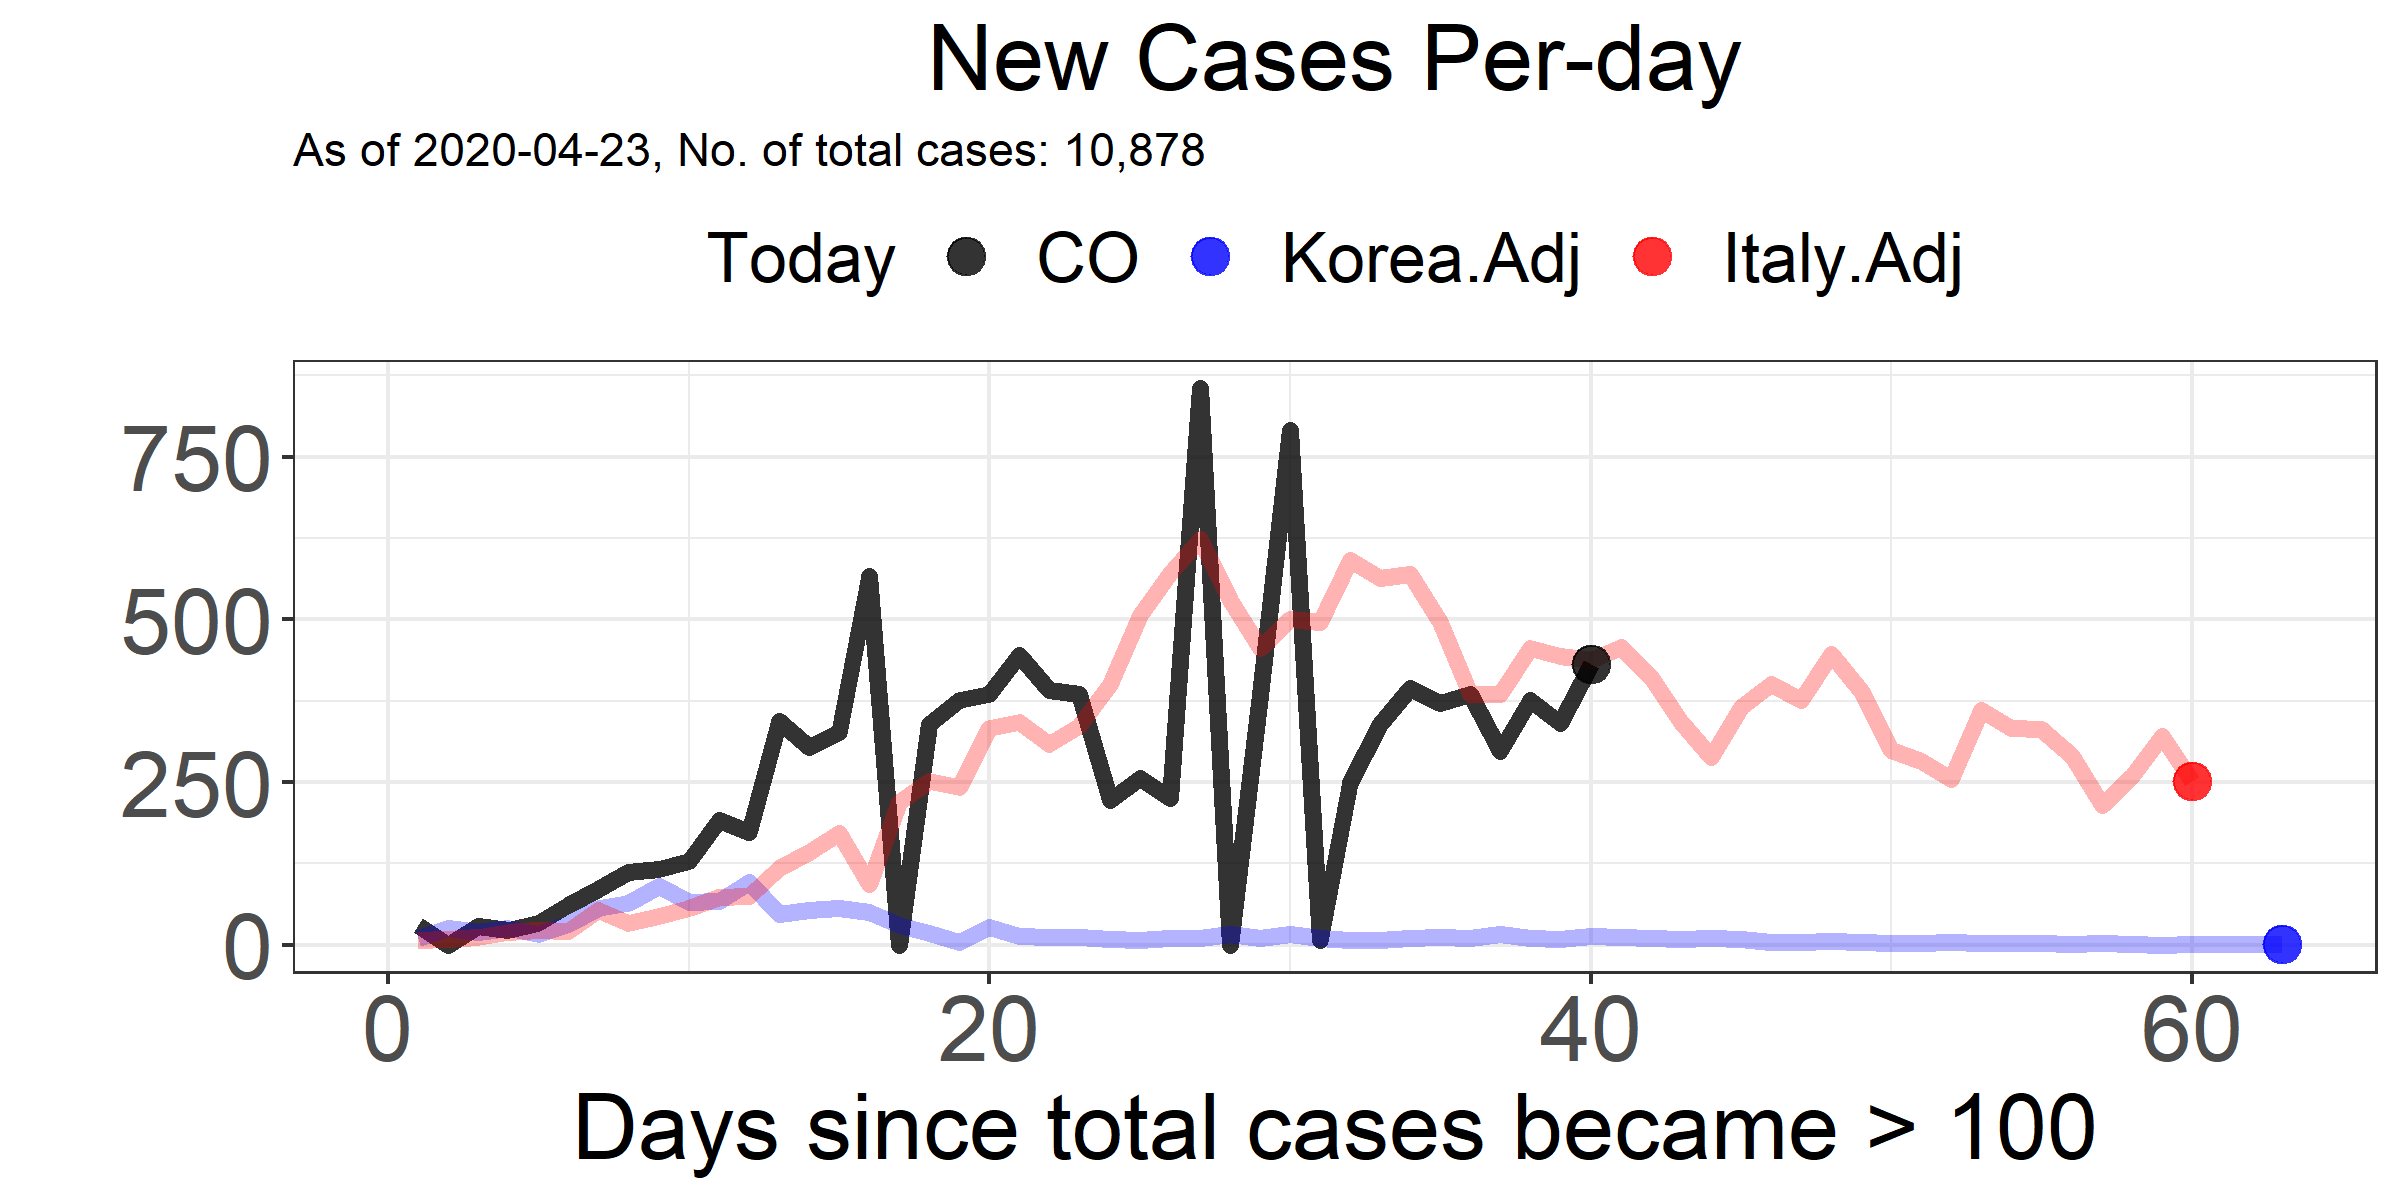 New Cases Per-day
As of 2020-04-23, No. of total cases: 10,878
Today CO Korea.Adj Italy.Adj
750
500
250
0
0 20 40 60
Days since total cases became > 100